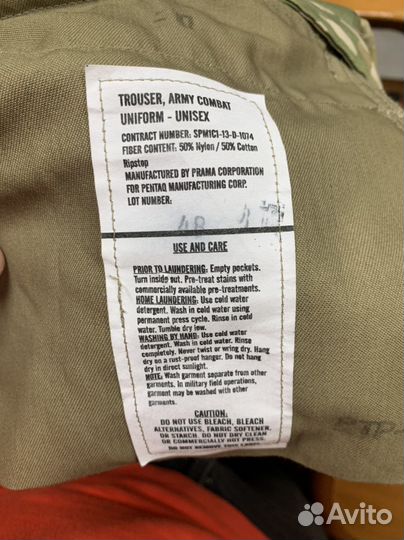 TROUSER, ARMY COMBAT
UNIFORM - UNISEX
CONTRACT NUMBER: SPM1C1-13-D-1074
FIBER CONTENT: 50% Nylon / 50% Cotton
Ripstop
MANUFACTURED BY PRAMA CORPORATION
FOR PENTAQ MANUFACTURING CORP.
LOT NUMBER:
48
USE AND CARE
PRIOR TO LAUNDERING: Empty pockets.
Turn inside out. Pre-treat stains with
commercially available pre-treatments.
HOME LAUNDERING: Use cold water
detergent. Wash in cold water using
permanent press cycle. Rinse in cold
water. Tumble dry low.
WASHING BY HAND: Use cold water
detergent. Wash in cold water. Rinse
completely. Never twist or wring dry. Hang
dry on a rust-proof hanger. Do not hang
dry in direct sunlight.
NOTE: Wash garment separate from other
garments. In military field operations,
garment may be washed with other
garments.
CAUTION:
DO NOT USE BLEACH, BLEACH
ALTERNATIVES, FABRIC SOFTENER,
OR STARCH. DO NOT DRY CLEAN
OR COMMERCIALLY HOT PRESS.
DO NOT REMOVE THIS LABEL
Avito